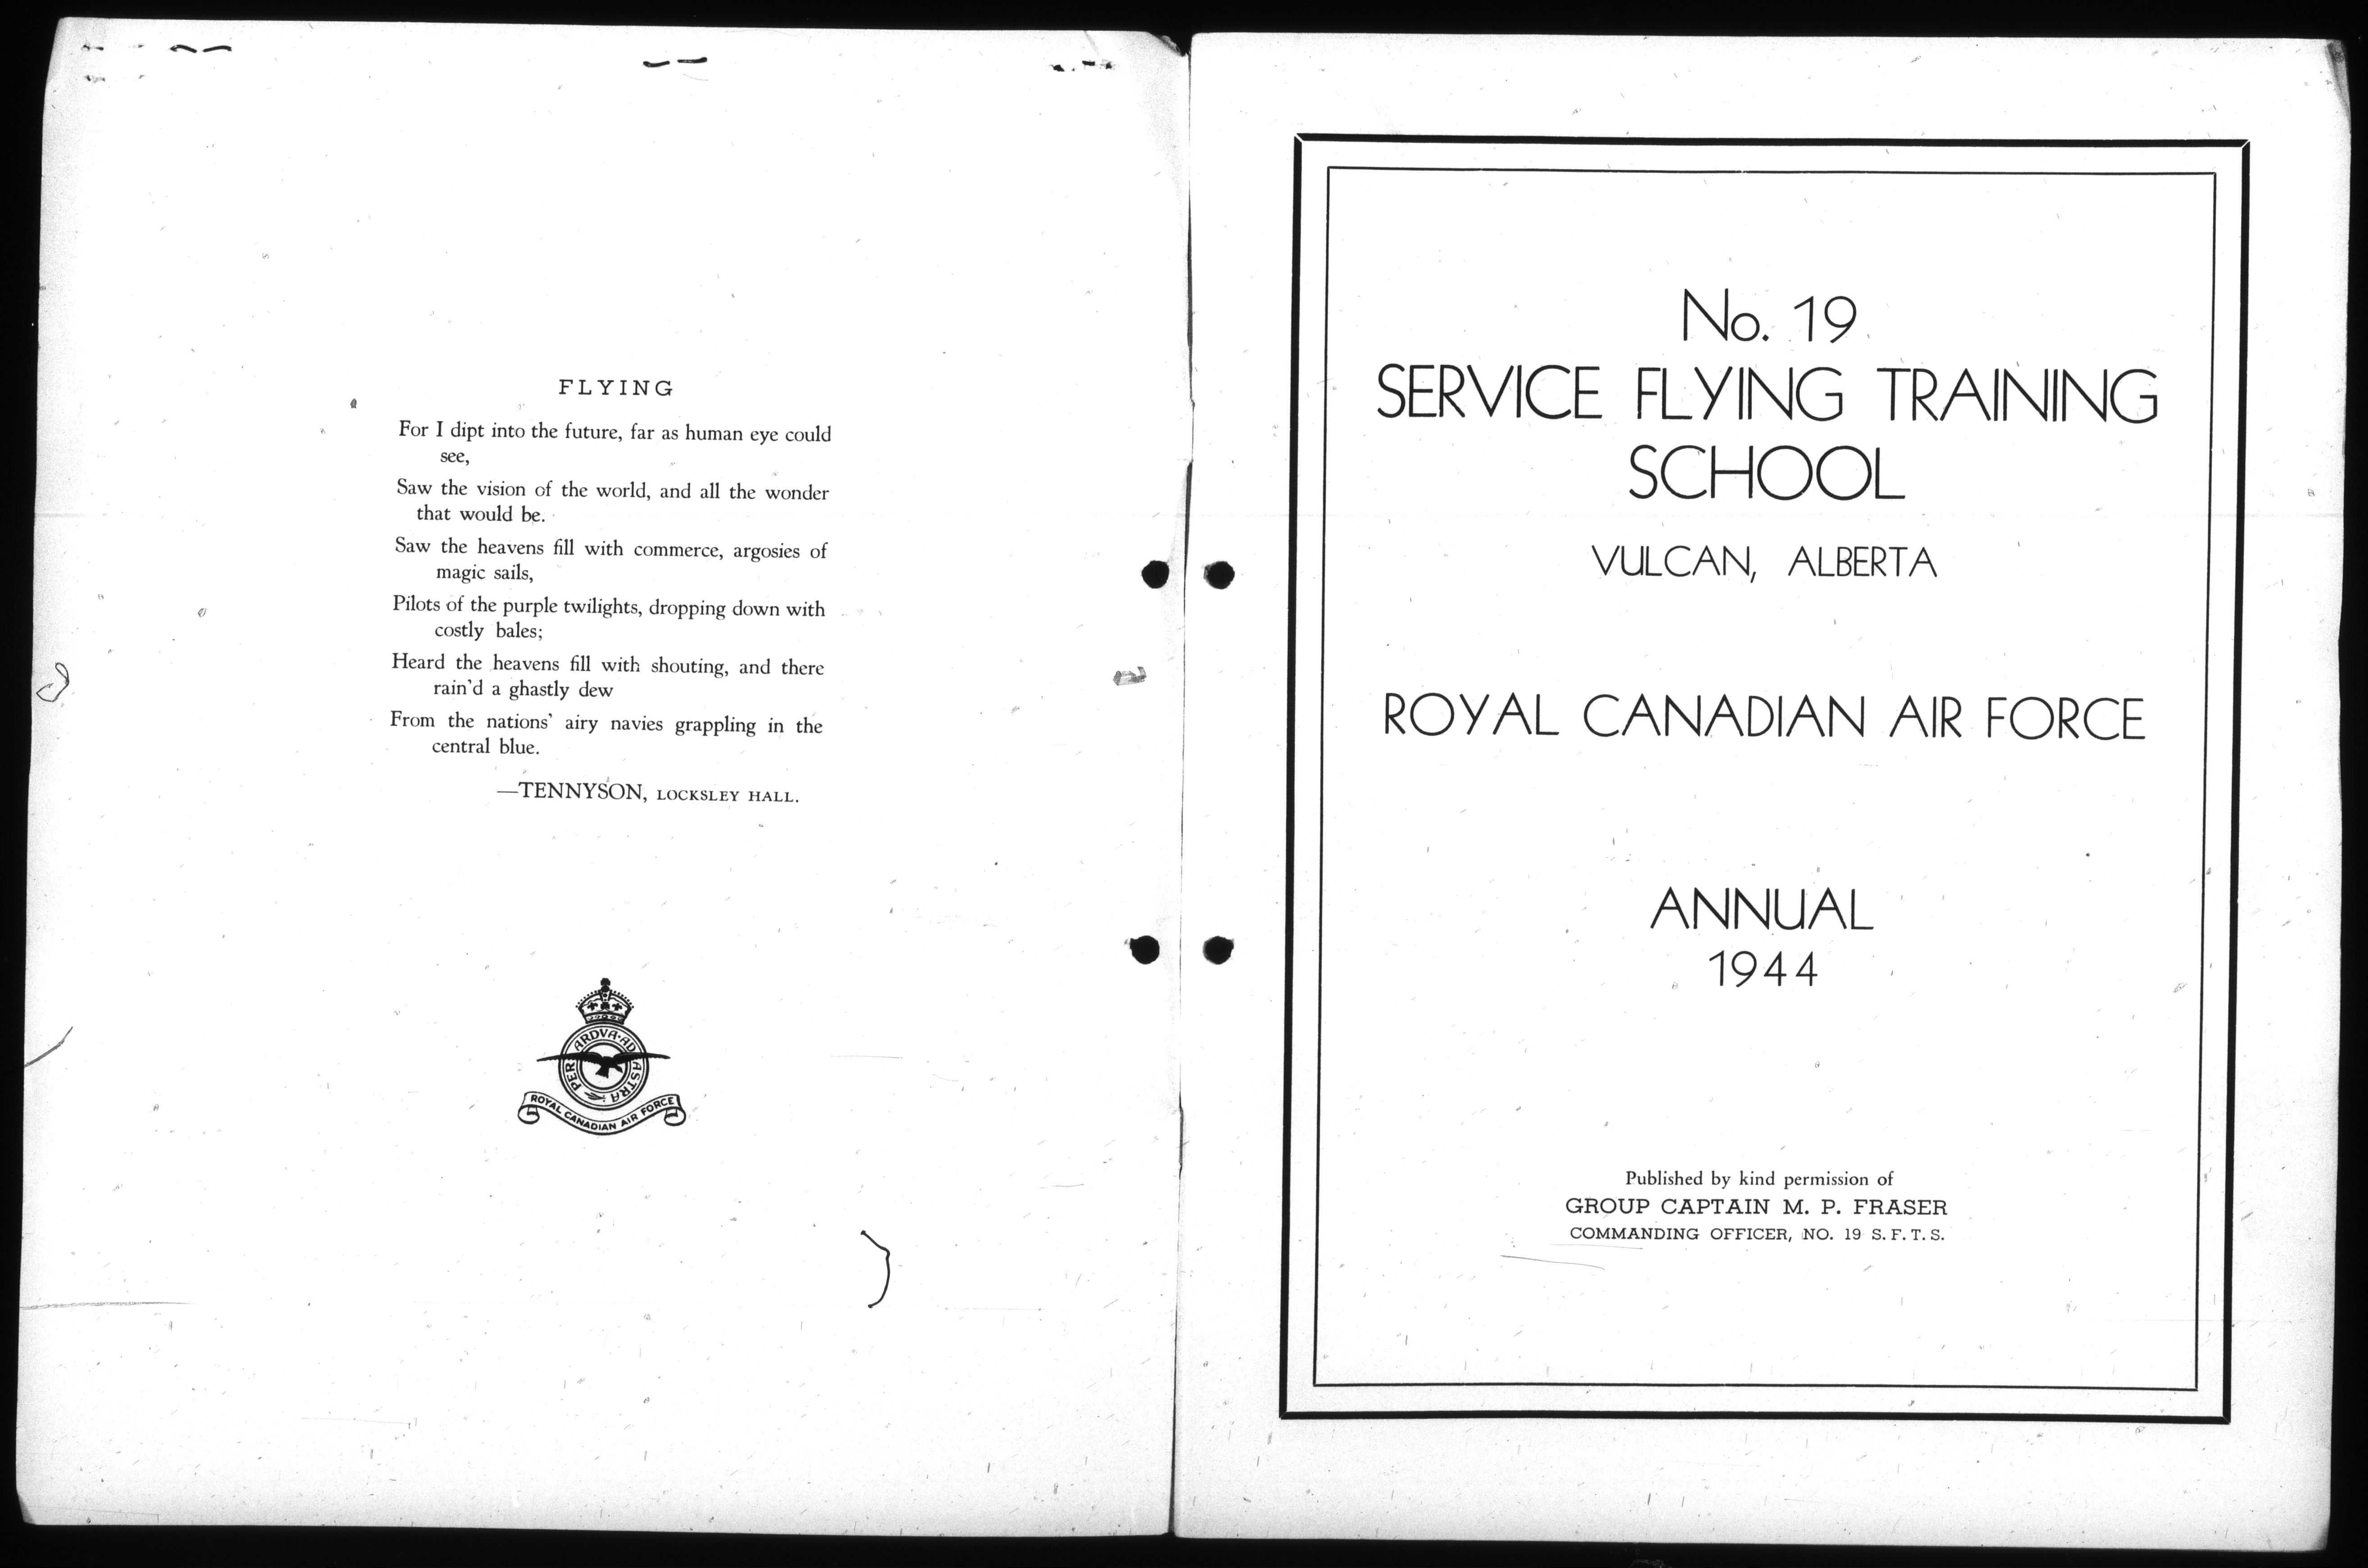 FLYING
For I dipt into the future, far as human eye could
see,
Saw the vision of the world, and all the wonder
that would be.
Saw the heavens fill with commerce, argosies of
magic sails,
Pilots of the purple twilights, dropping down with
costly bales;
Heard the heavens fill with shouting, and there
rain'd a ghastly dew
From the nations' airy navies grappling in the
central blue.
—TENNYSON, LOCKSLEY HALL.
PER ARDVA·AD ASTRA
ROYAL CANADIAN AIR FORCE
No. 19
SERVICE FLYING TRAINING
SCHOOL
VULCAN, ALBERTA
ROYAL CANADIAN AIR FORCE
ANNUAL
1944
Published by kind permission of
GROUP CAPTAIN M. P. FRASER
COMMANDING OFFICER, NO. 19 S. F. T. S.